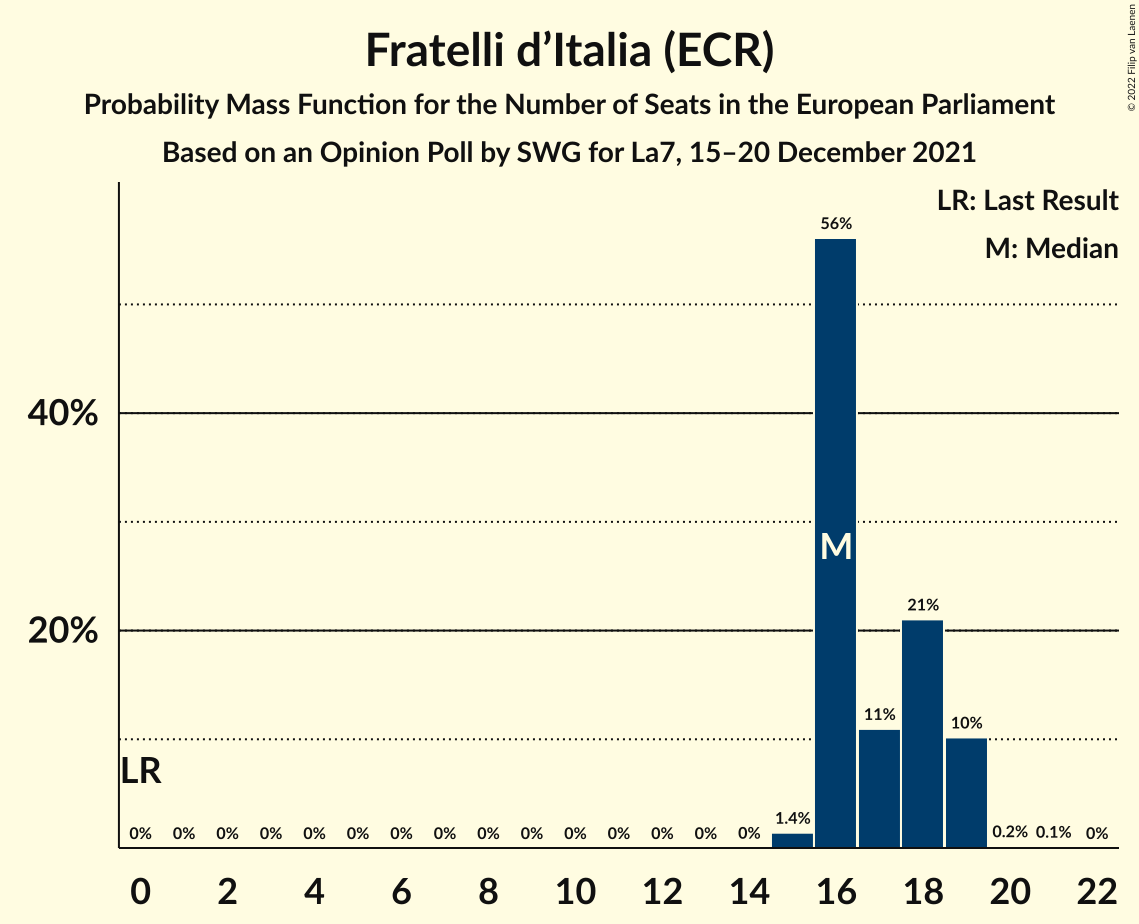 Fratelli d’Italia (ECR)
Probability Mass Function for the Number of Seats in the European Parliament
Based on an Opinion Poll by SWG for La7, 15–20 December 2021
© 2022 Filip van Laenen
LR: Last Result
M: Median
56%
40%
M
21%
20%
11%
10%
LR
1.4%
0% 0% 0% 0% 0% 0% 0% 0% 0% 0% 0% 0% 0% 0% 0% 0.2% 0.1% 0%
0 2 4 6 8 10 12 14 16 18 20 22